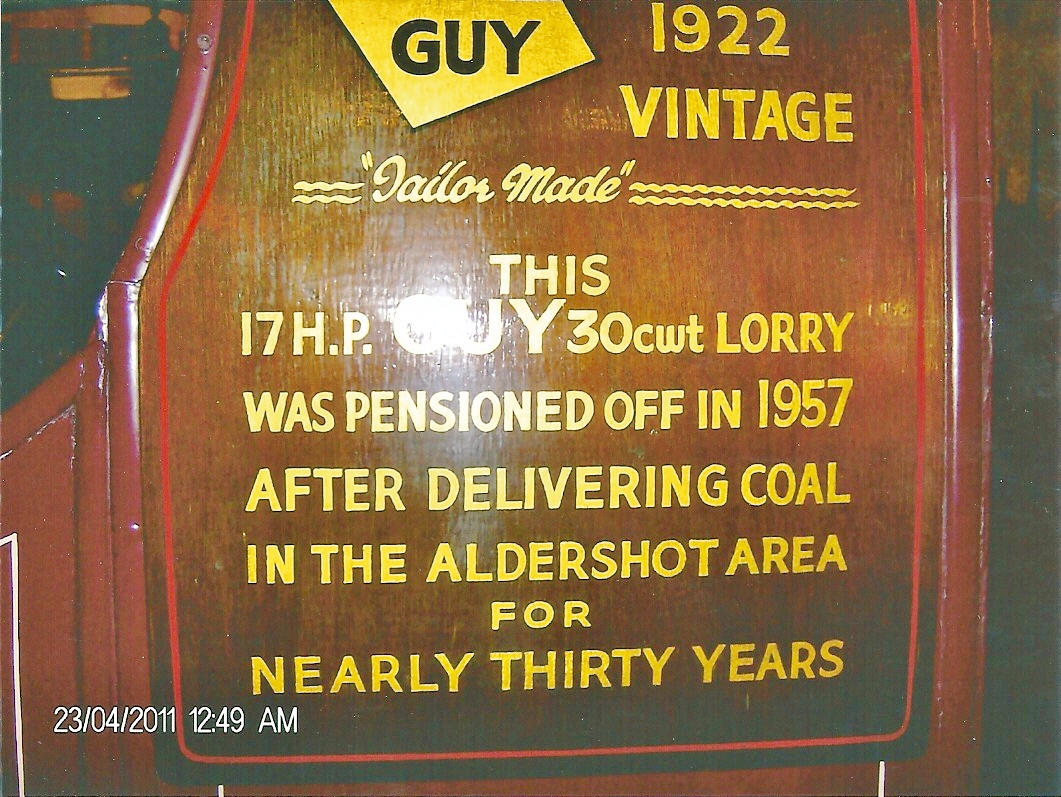 GUY
1922
VINTAGE
"Tailor Made"
THIS
17 H.P. GUY 30cwt LORRY
WAS PENSIONED OFF IN 1957
AFTER DELIVERING COAL
IN THE ALDERSHOT AREA
FOR
NEARLY THIRTY YEARS
23/04/2011 12:49 AM